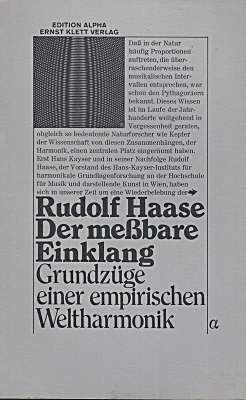 EDITION ALPHA
ERNST KLETT VERLAG
Daß in der Natur
häufig Proportionen
auftreten, die über-
raschenderweise den
musikalischen Inter-
vallen entsprechen, war
schon den Pythagoräern
bekannt. Dieses Wissen
ist im Laufe der Jahr-
hunderte weitgehend in
Vergessenheit geraten,
obgleich so bedeutende Naturforscher wie Kepler
der Wissenschaft von diesen Zusammenhängen, der
Harmonik, einen zentralen Platz eingeräumt haben.
Erst Hans Kayser und in seiner Nachfolge Rudolf
Haase, der Vorstand des Hans-Kayser-Instituts für
harmonikale Grundlagenforschung an der Hochschule
für Musik und darstellende Kunst in Wien, haben
sich in unserer Zeit um eine Wiederbelebung der➔
Rudolf Haase
Der meßbare
Einklang
Grundzüge
einer empirischen
Weltharmonik
α